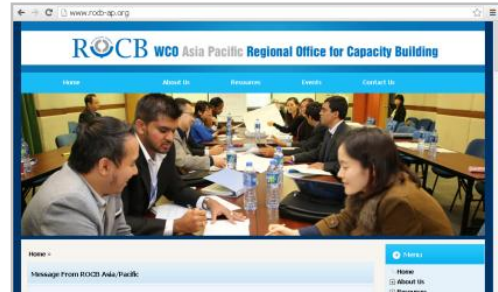 www.rocb-ap.org
ROCB WCO Asia Pacific Regional Office for Capacity Building
Home About Us Resources Events Contact Us
Home »
Message From ROCB Asia/Pacific
Menu
Home
About Us
Resources